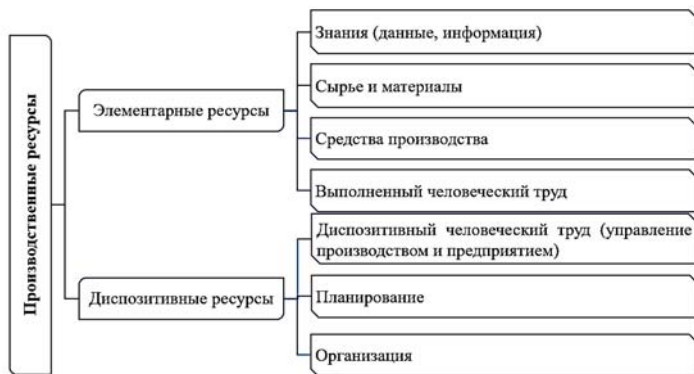 Производственные ресурсы
Элементарные ресурсы
Знания (данные, информация)
Сырье и материалы
Средства производства
Выполненный человеческий труд
Диспозитивные ресурсы
Диспозитивный человеческий труд (управление
производством и предприятием)
Планирование
Организация